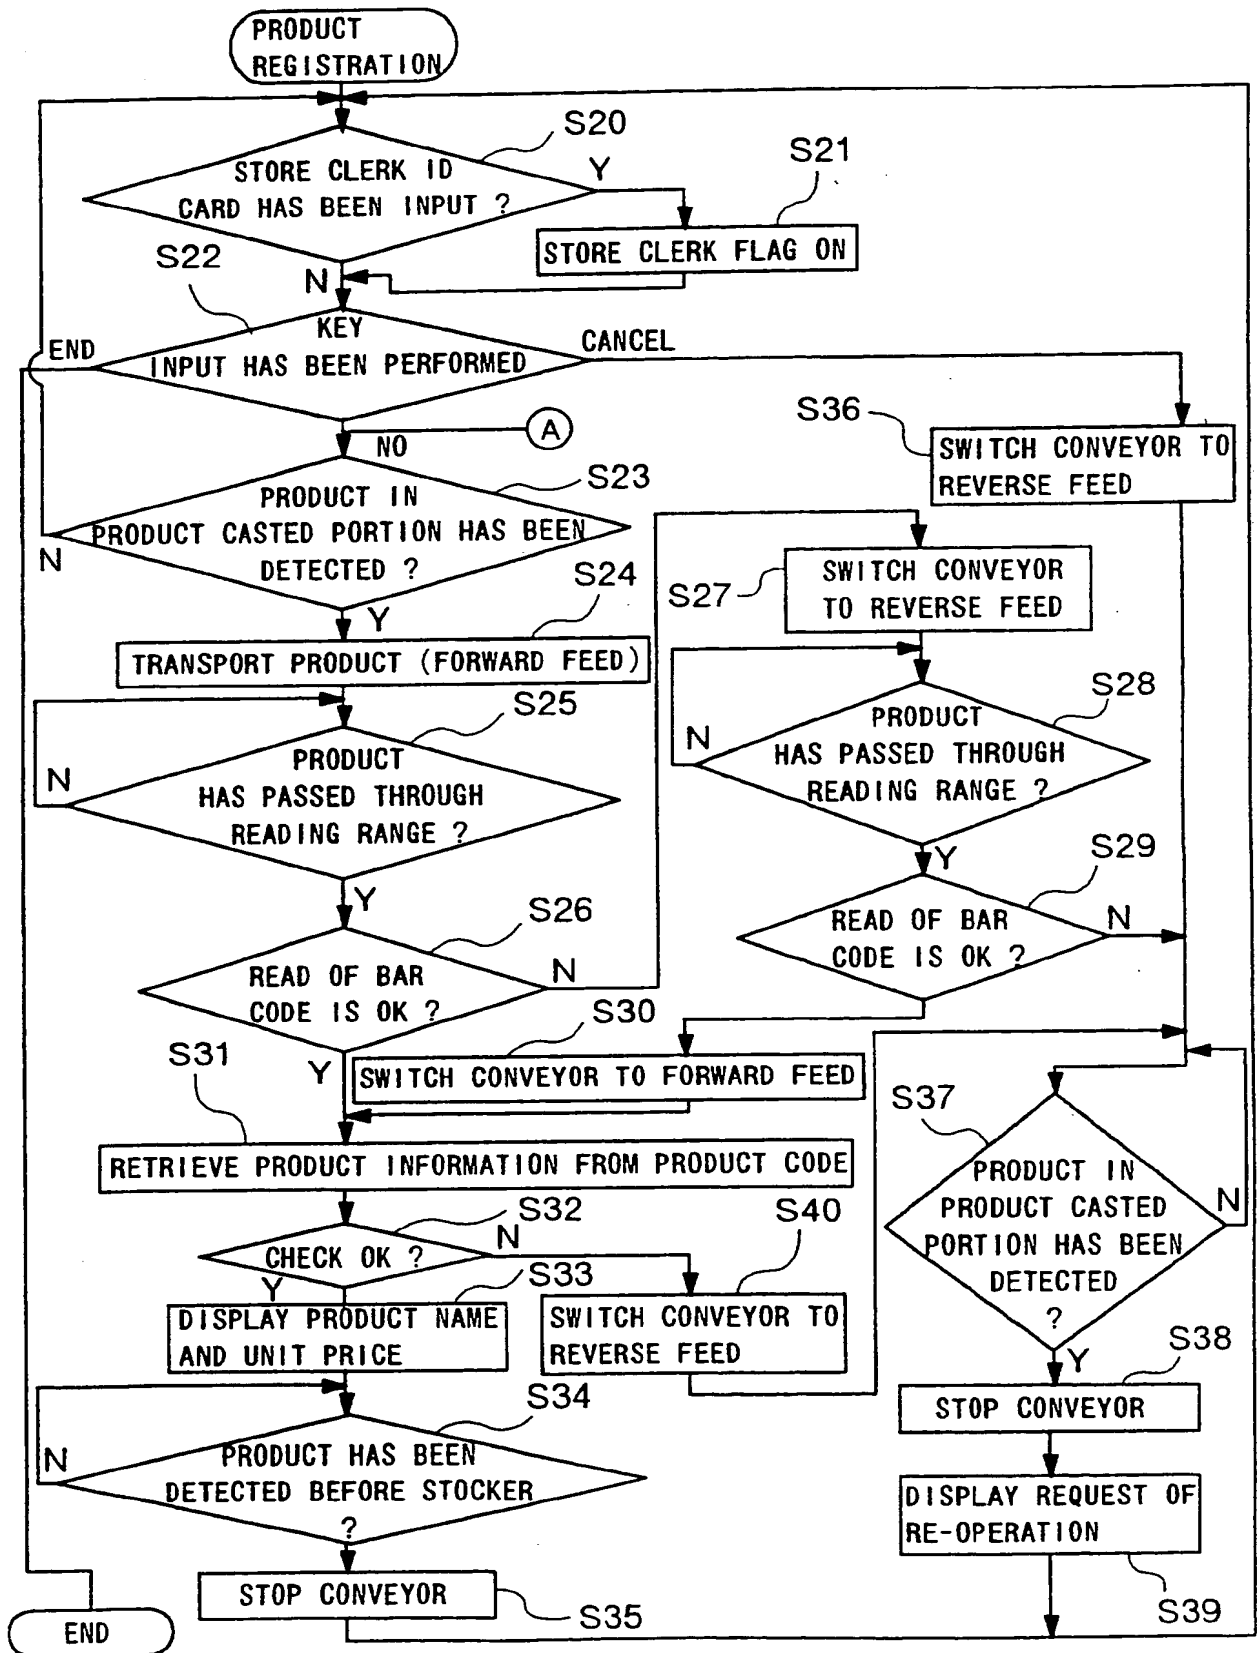 PRODUCT
REGISTRATION
S20
STORE CLERK ID
CARD HAS BEEN INPUT ?
Y
S21
STORE CLERK FLAG ON
S22
N
KEY
INPUT HAS BEEN PERFORMED
END
CANCEL
A
NO
S36
SWITCH CONVEYOR TO
REVERSE FEED
S23
PRODUCT IN
PRODUCT CASTED PORTION HAS BEEN
DETECTED ?
N
Y
S24
TRANSPORT PRODUCT (FORWARD FEED)
S27
SWITCH CONVEYOR
TO REVERSE FEED
S25
PRODUCT
HAS PASSED THROUGH
READING RANGE ?
N
Y
S28
PRODUCT
HAS PASSED THROUGH
READING RANGE ?
N
Y
S26
READ OF BAR
CODE IS OK ?
N
Y
S29
READ OF BAR
CODE IS OK ?
N
S30
SWITCH CONVEYOR TO FORWARD FEED
S31
RETRIEVE PRODUCT INFORMATION FROM PRODUCT CODE
S32
CHECK OK ?
N
Y
S33
DISPLAY PRODUCT NAME
AND UNIT PRICE
S40
SWITCH CONVEYOR TO
REVERSE FEED
S37
PRODUCT IN
PRODUCT CASTED
PORTION HAS BEEN
DETECTED
?
N
Y
S34
PRODUCT HAS BEEN
DETECTED BEFORE STOCKER
?
N
S38
STOP CONVEYOR
DISPLAY REQUEST OF
RE-OPERATION
S39
STOP CONVEYOR
S35
END